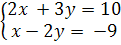 2x + 3y = 10
x − 2y = −9